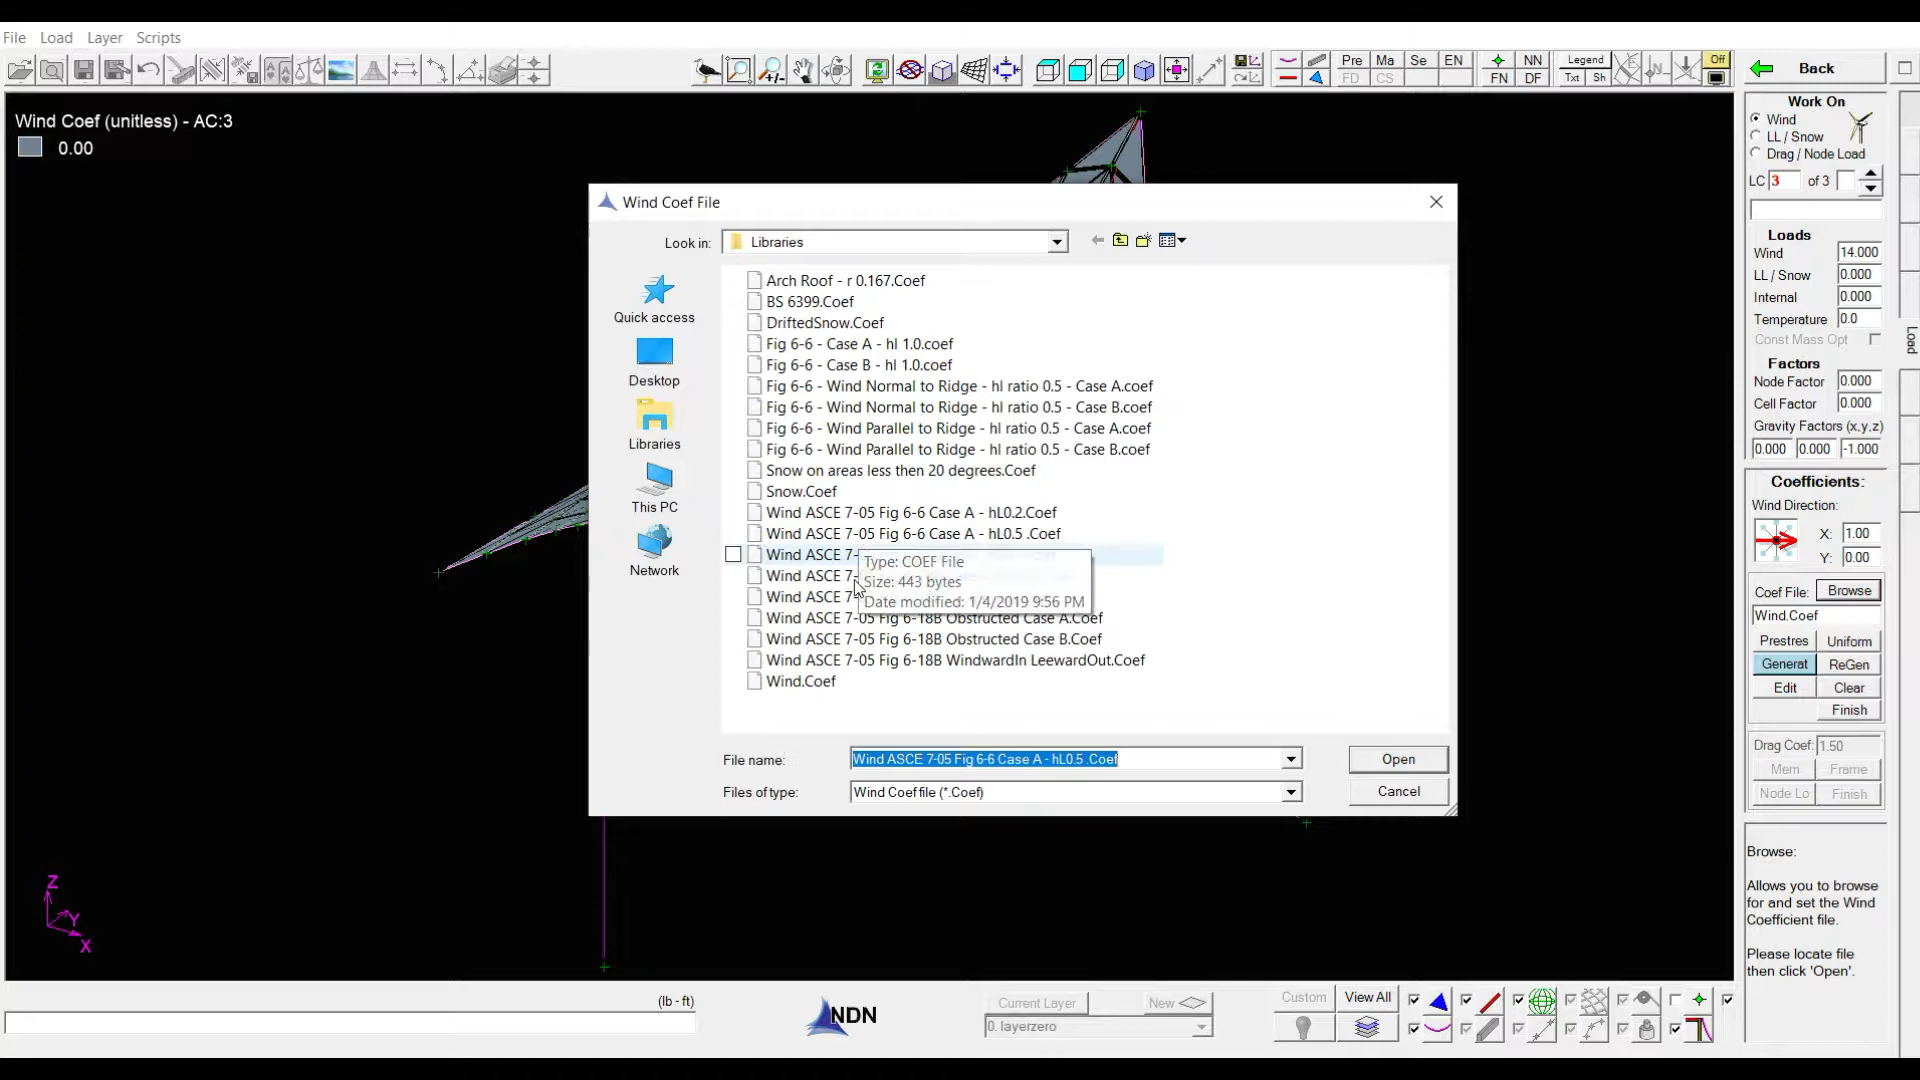 File Load Layer Scripts
Pre Ma Se EN
FD CS
NN
FN DF
Legend
Txt Sh
Off
Back
Wind Coef (unitless) - AC:3
0.00
Wind Coef File
Look in: Libraries
Quick access
Desktop
Libraries
This PC
Network
Arch Roof - r 0.167.Coef
BS 6399.Coef
DriftedSnow.Coef
Fig 6-6 - Case A - hl 1.0.coef
Fig 6-6 - Case B - hl 1.0.coef
Fig 6-6 - Wind Normal to Ridge - hl ratio 0.5 - Case A.coef
Fig 6-6 - Wind Normal to Ridge - hl ratio 0.5 - Case B.coef
Fig 6-6 - Wind Parallel to Ridge - hl ratio 0.5 - Case A.coef
Fig 6-6 - Wind Parallel to Ridge - hl ratio 0.5 - Case B.coef
Snow on areas less then 20 degrees.Coef
Snow.Coef
Wind ASCE 7-05 Fig 6-6 Case A - hL0.2.Coef
Wind ASCE 7-05 Fig 6-6 Case A - hL0.5 .Coef
Wind ASCE 7-
Wind ASCE 7-
Wind ASCE 7-
Type: COEF File
Size: 443 bytes
Date modified: 1/4/2019 9:56 PM
Wind ASCE 7-05 Fig 6-18B Obstructed Case A.Coef
Wind ASCE 7-05 Fig 6-18B Obstructed Case B.Coef
Wind ASCE 7-05 Fig 6-18B WindwardIn LeewardOut.Coef
Wind.Coef
File name: Wind ASCE 7-05 Fig 6-6 Case A - hL0.5 .Coef
Open
Files of type: Wind Coef file (*.Coef)
Cancel
Z
Y
X
Work On
Wind
LL / Snow
Drag / Node Load
LC 3 of 3
Loads
Wind 14.000
LL / Snow 0.000
Internal 0.000
Temperature 0.0
Const Mass Opt
Factors
Node Factor 0.000
Cell Factor 0.000
Gravity Factors (x,y,z)
0.000 0.000 -1.000
Coefficients:
Wind Direction:
X: 1.00
Y: 0.00
Coef File: Browse
Wind.Coef
Prestres Uniform
Generat ReGen
Edit Clear
Finish
Drag Coef: 1.50
Mem Frame
Node Lo Finish
Browse:
Allows you to browse
for and set the Wind
Coefficient file.
Please locate file
then click 'Open'.
Load
(lb - ft)
NDN
Current Layer New
0. layerzero
Custom View All